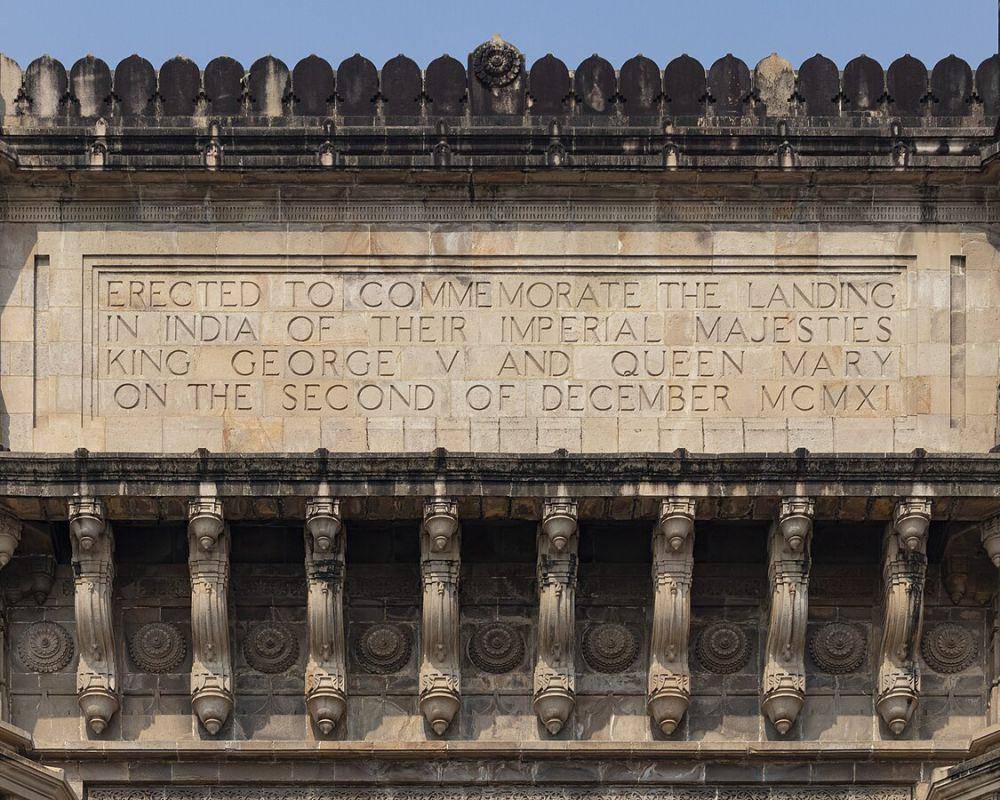 ERECTED TO COMMEMORATE THE LANDING
IN INDIA OF THEIR IMPERIAL MAJESTIES
KING GEORGE V AND QUEEN MARY
ON THE SECOND OF DECEMBER MCMXI